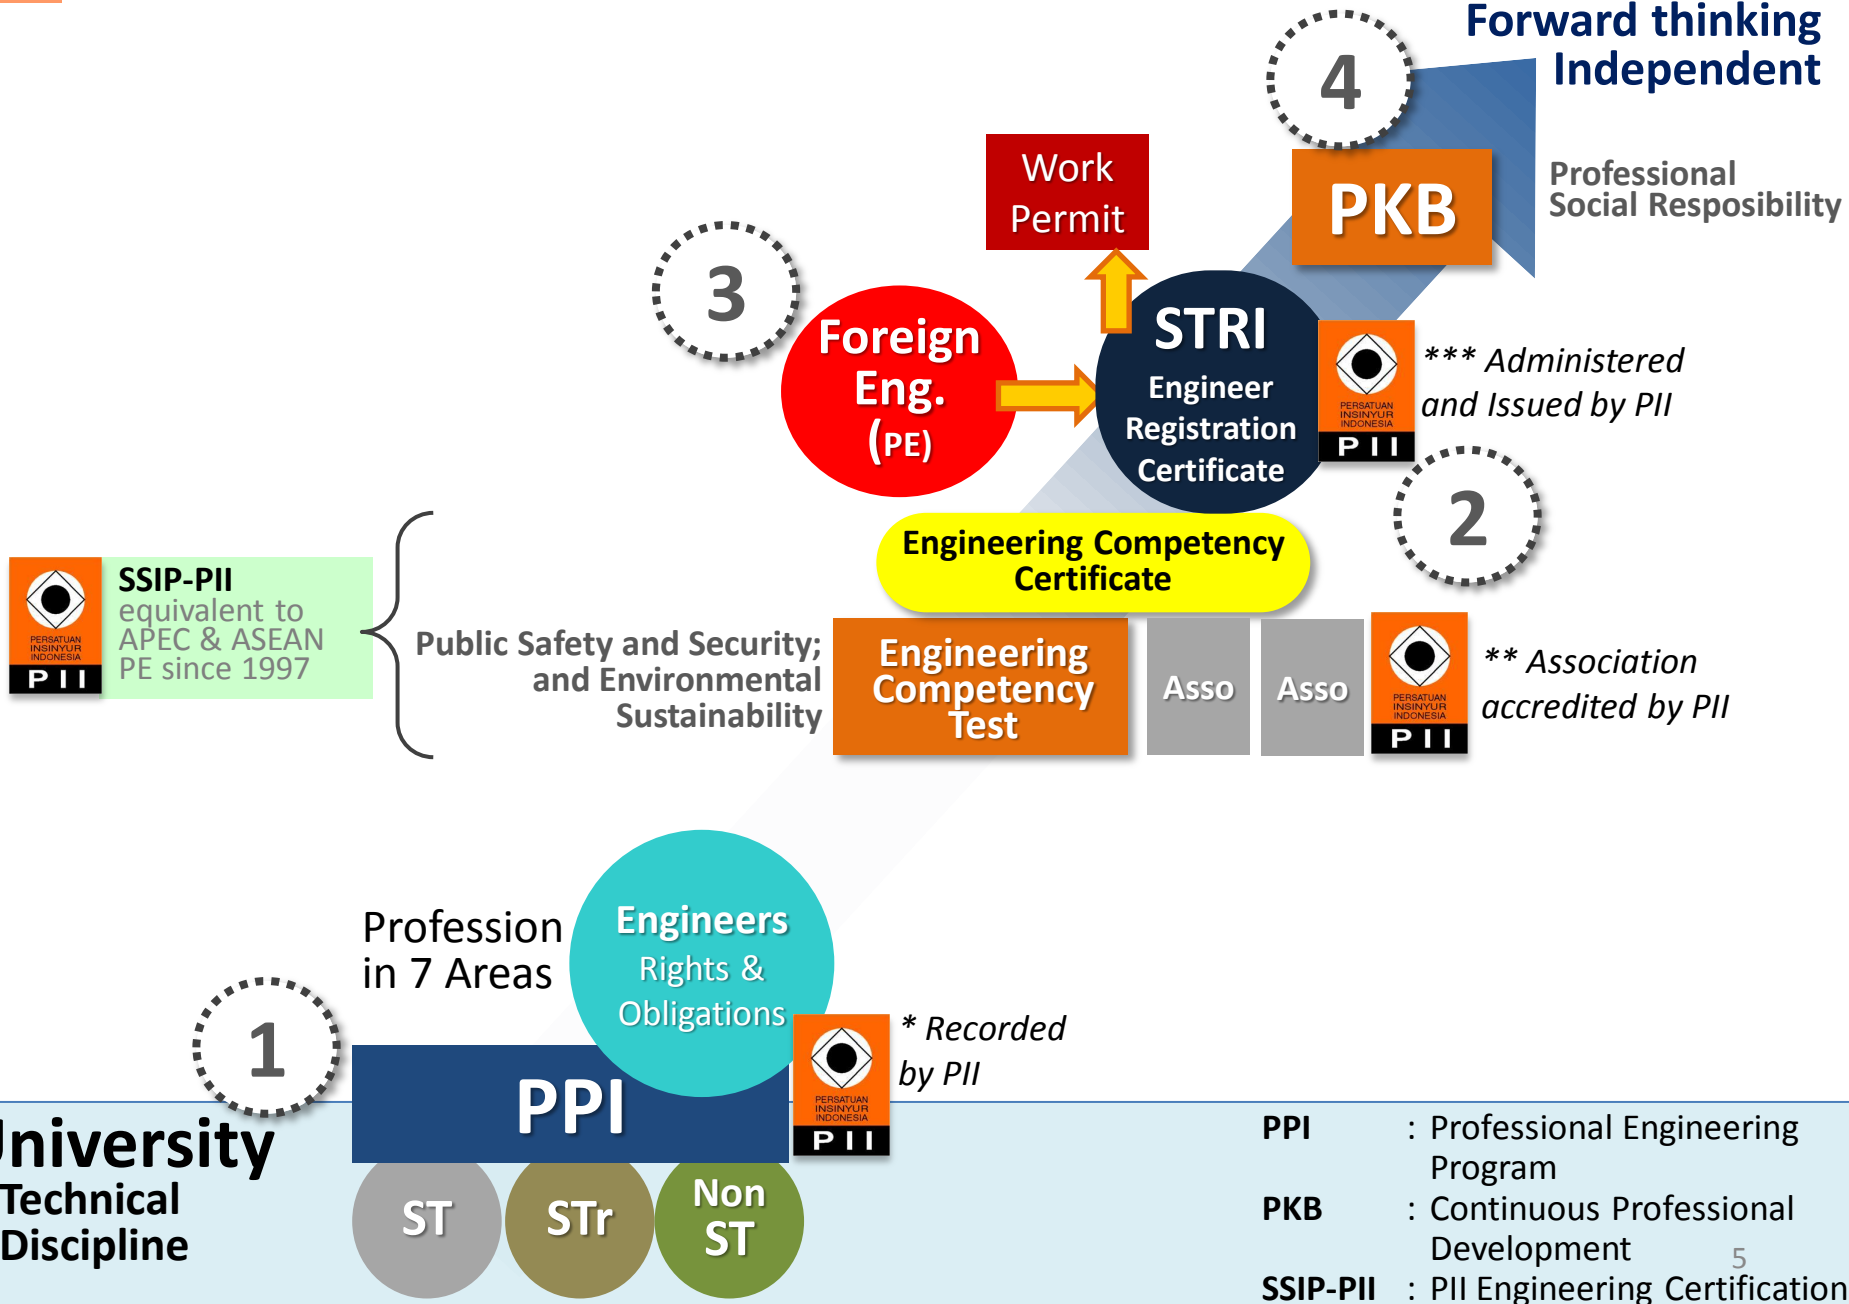 Forward thinking
Independent
4
Work
Permit
PKB
Professional
Social Resposibility
3
Foreign
Eng.
(PE)
STRI
Engineer
Registration
Certificate
PERSATUAN
INSINYUR
INDONESIA
PII
*** Administered
and Issued by PII
2
Engineering Competency
Certificate
PERSATUAN
INSINYUR
INDONESIA
PII
SSIP-PII
equivalent to
APEC & ASEAN
PE since 1997
Public Safety and Security;
and Environmental
Sustainability
Engineering
Competency
Test
Asso
Asso
PERSATUAN
INSINYUR
INDONESIA
PII
** Association
accredited by PII
Profession
in 7 Areas
Engineers
Rights &
Obligations
1
PPI
PERSATUAN
INSINYUR
INDONESIA
PII
* Recorded
by PII
University
Technical
Discipline
ST
STr
Non
ST
PPI : Professional Engineering
Program
PKB : Continuous Professional
Development
5
SSIP-PII : PII Engineering Certification